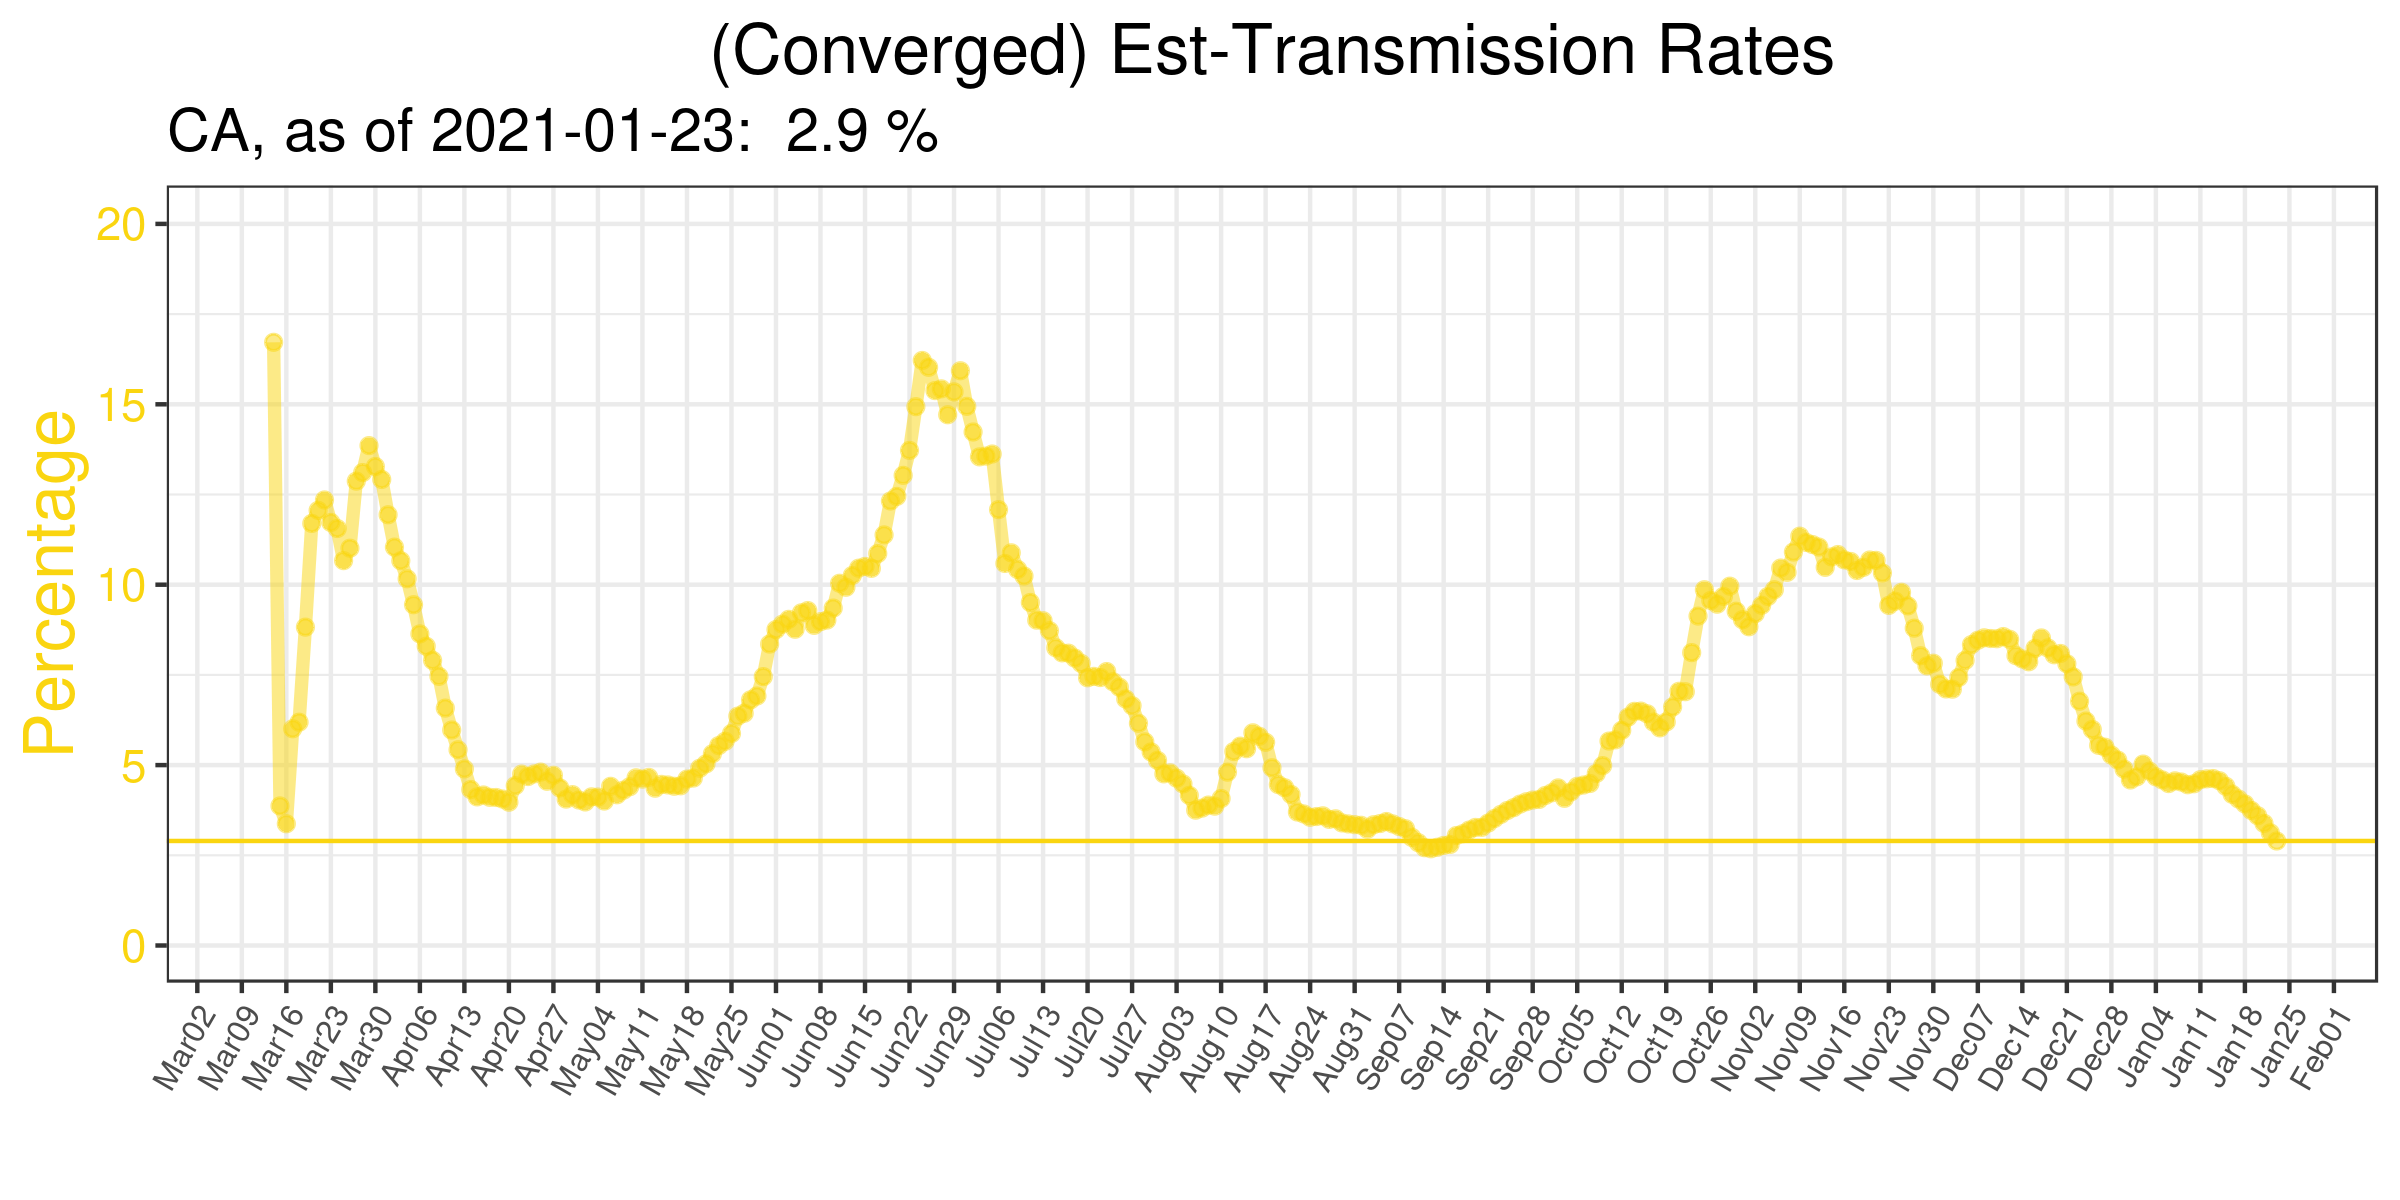 (Converged) Est-Transmission Rates
CA, as of 2021-01-23:  2.9 %
Percentage
20
15
10
5
0
Mar02
Mar09
Mar16
Mar23
Mar30
Apr06
Apr13
Apr20
Apr27
May04
May11
May18
May25
Jun01
Jun08
Jun15
Jun22
Jun29
Jul06
Jul13
Jul20
Jul27
Aug03
Aug10
Aug17
Aug24
Aug31
Sep07
Sep14
Sep21
Sep28
Oct05
Oct12
Oct19
Oct26
Nov02
Nov09
Nov16
Nov23
Nov30
Dec07
Dec14
Dec21
Dec28
Jan04
Jan11
Jan18
Jan25
Feb01